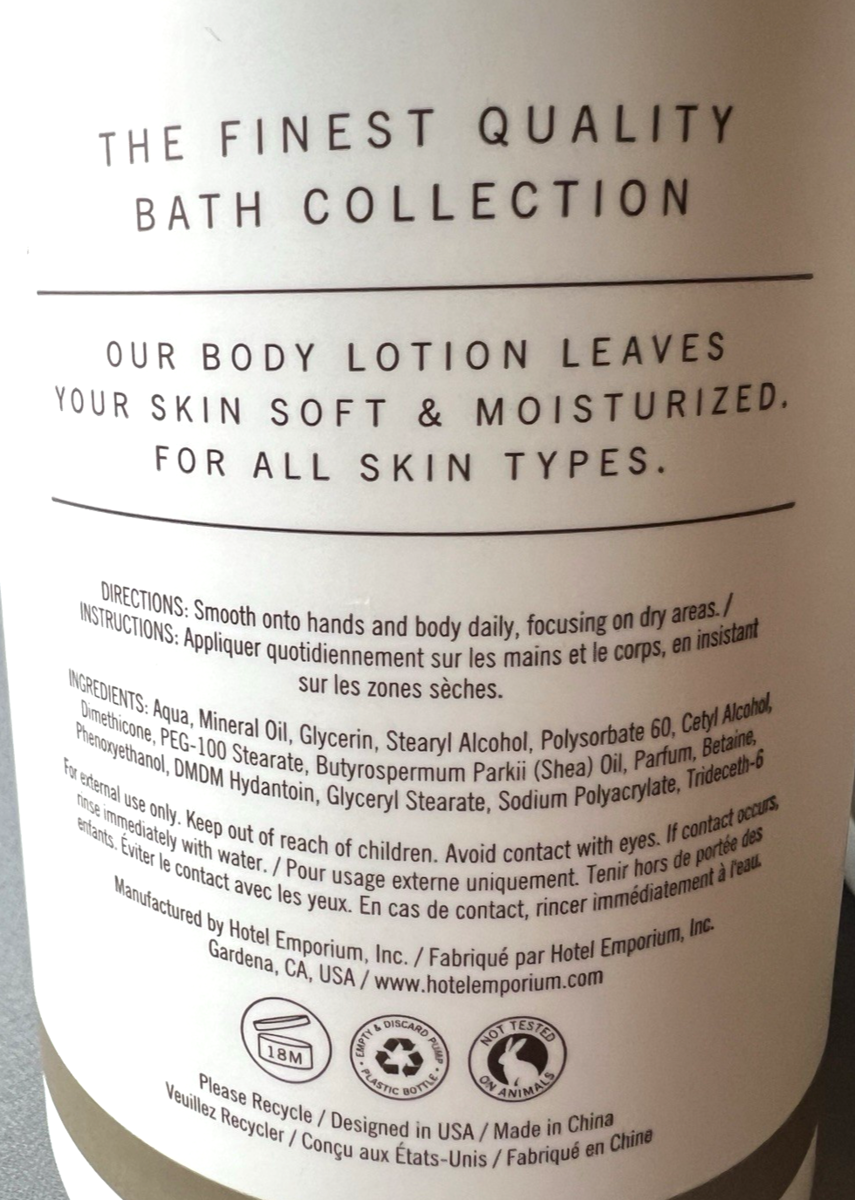 THE FINEST QUALITY
BATH COLLECTION
OUR BODY LOTION LEAVES
YOUR SKIN SOFT & MOISTURIZED.
FOR ALL SKIN TYPES.
DIRECTIONS: Smooth onto hands and body daily, focusing on dry areas. /
INSTRUCTIONS: Appliquer quotidiennement sur les mains et le corps, en insistant
sur les zones sèches.
INGREDIENTS: Aqua, Mineral Oil, Glycerin, Stearyl Alcohol, Polysorbate 60, Cetyl Alcohol,
Dimethicone, PEG-100 Stearate, Butyrospermum Parkii (Shea) Oil, Parfum, Betaine,
Phenoxyethanol, DMDM Hydantoin, Glyceryl Stearate, Sodium Polyacrylate, Trideceth-6
For external use only. Keep out of reach of children. Avoid contact with eyes. If contact occurs,
rinse immediately with water. / Pour usage externe uniquement. Tenir hors de portée des
enfants. Éviter le contact avec les yeux. En cas de contact, rincer immédiatement à l'eau.
Manufactured by Hotel Emporium, Inc. / Fabriqué par Hotel Emporium, Inc.
Gardena, CA, USA / www.hotelemporium.com
18M
EMPTY & DISCARD PUMP
• PLASTIC BOTTLE •
NOT TESTED
ON ANIMALS
Please Recycle / Designed in USA / Made in China
Veuillez Recycler / Conçu aux États-Unis / Fabriqué en Chine